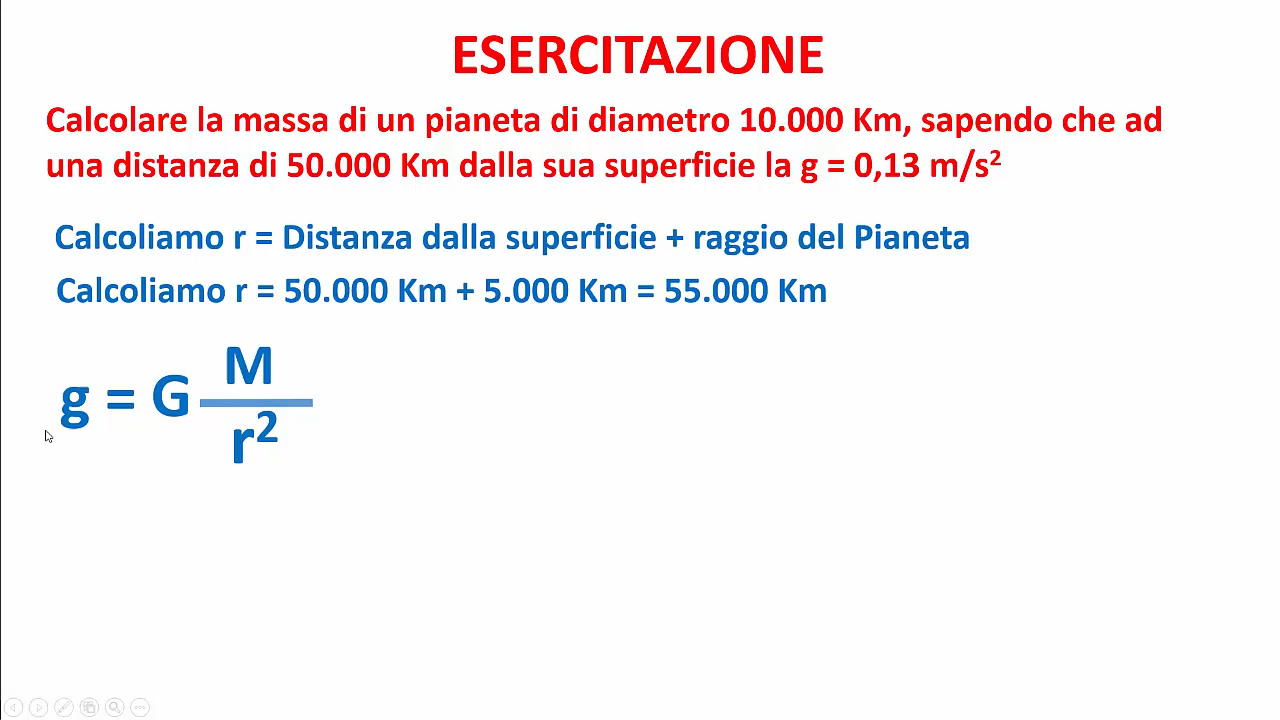 ESERCITAZIONE
Calcolare la massa di un pianeta di diametro 10.000 Km, sapendo che ad
una distanza di 50.000 Km dalla sua superficie la g = 0,13 m/s²
Calcoliamo r = Distanza dalla superficie + raggio del Pianeta
Calcoliamo r = 50.000 Km + 5.000 Km = 55.000 Km
M
g = G
r²